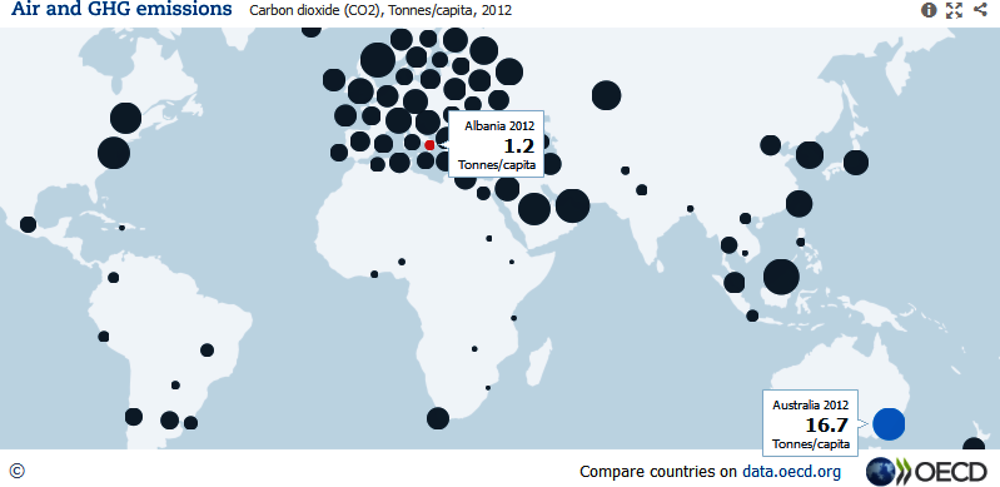 Air and GHG emissions Carbon dioxide (CO2), Tonnes/capita, 2012
Albania 2012
1.2
Tonnes/capita
Australia 2012
16.7
Tonnes/capita
© Compare countries on data.oecd.org OECD